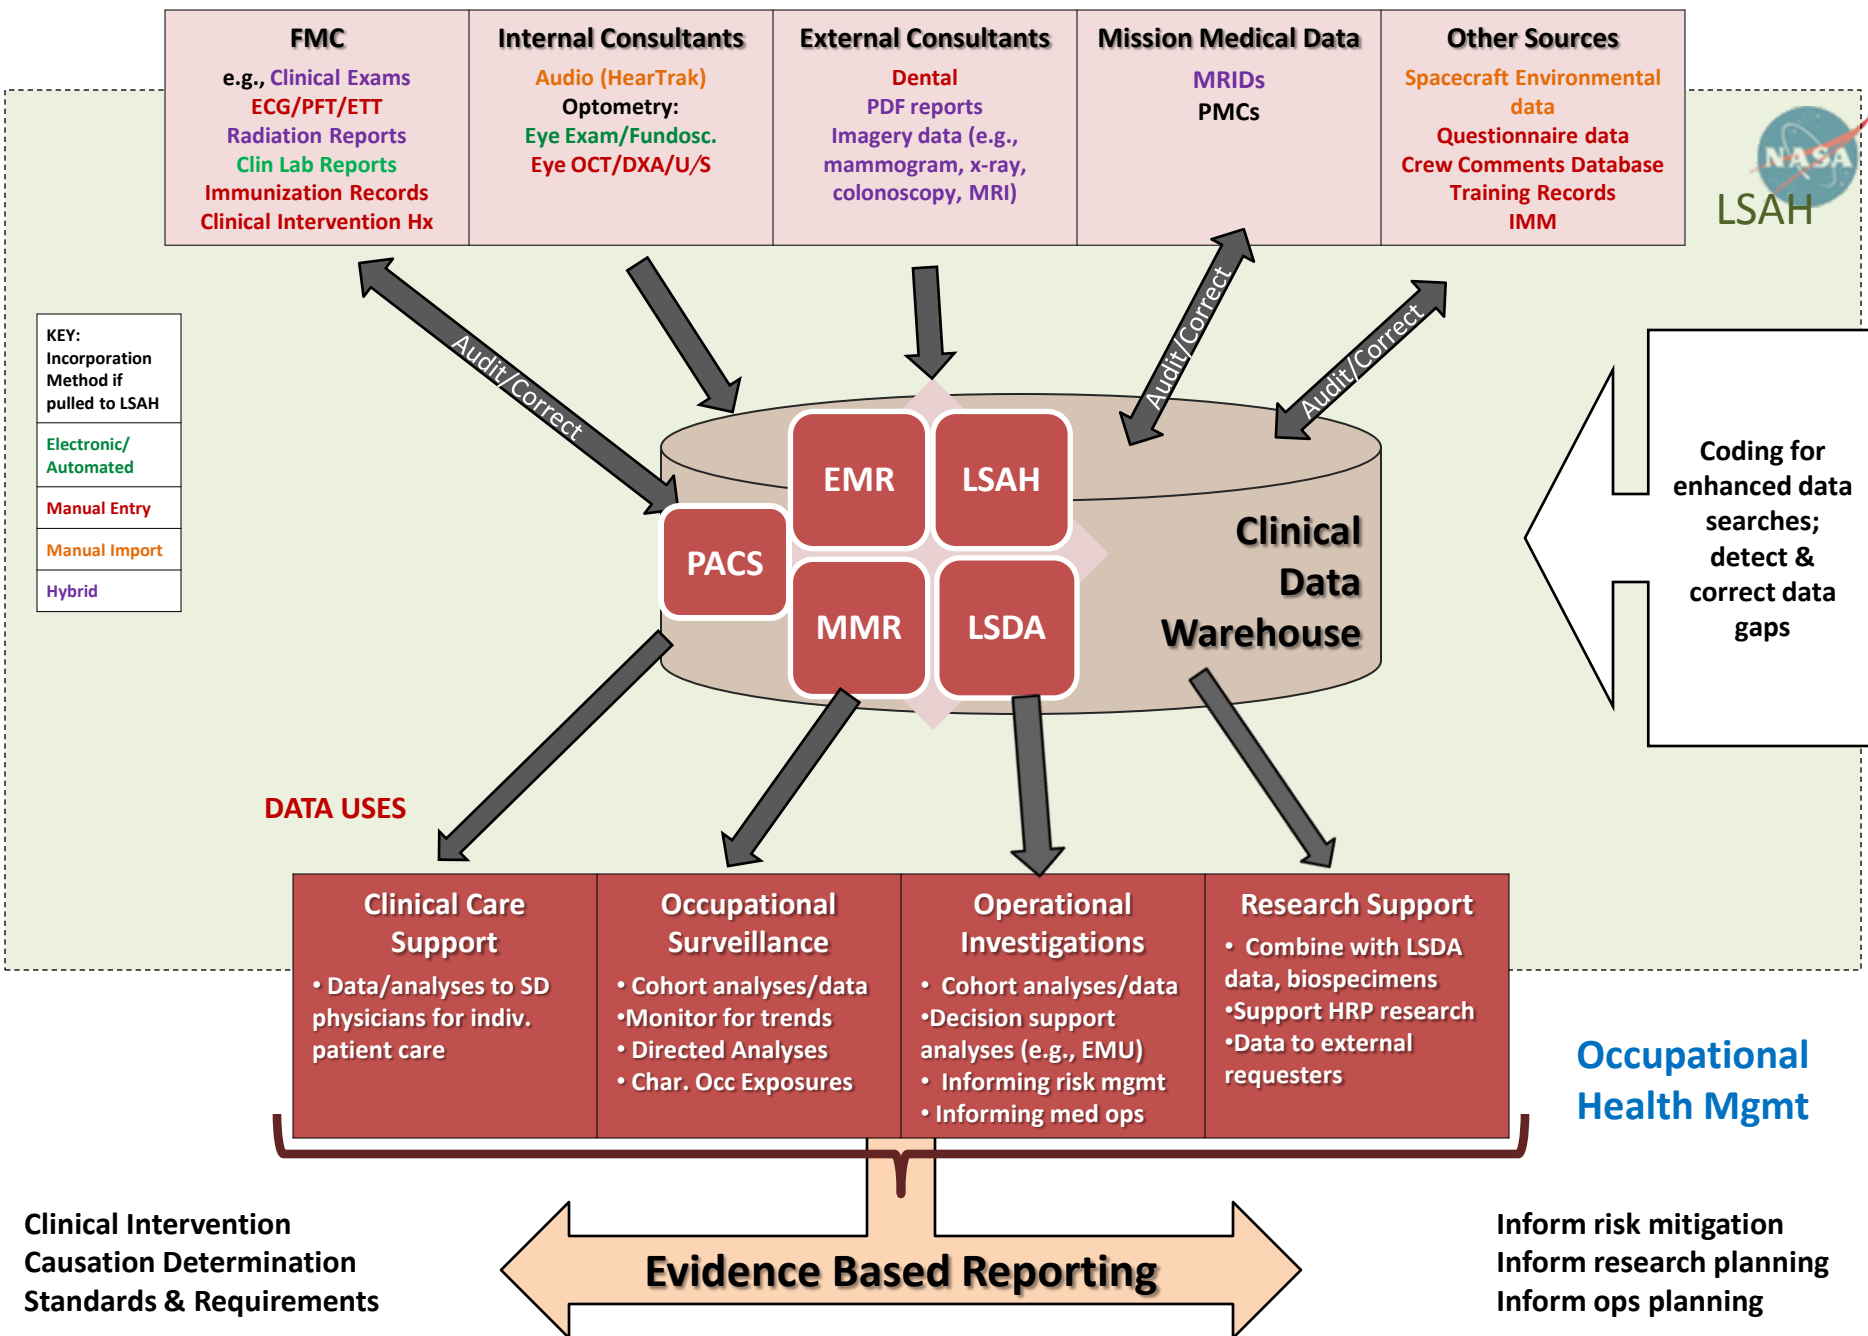 FMC
e.g., Clinical Exams
ECG/PFT/ETT
Radiation Reports
Clin Lab Reports
Immunization Records
Clinical Intervention Hx
Internal Consultants
Audio (HearTrak)
Optometry:
Eye Exam/Fundosc.
Eye OCT/DXA/U/S
External Consultants
Dental
PDF reports
Imagery data (e.g.,
mammogram, x-ray,
colonoscopy, MRI)
Mission Medical Data
MRIDs
PMCs
Other Sources
Spacecraft Environmental
data
Questionnaire data
Crew Comments Database
Training Records
IMM
NASA
LSAH
KEY:
Incorporation
Method if
pulled to LSAH
Electronic/
Automated
Manual Entry
Manual Import
Hybrid
Audit/Correct
Audit/Correct
Audit/Correct
EMR
LSAH
PACS
MMR
LSDA
Clinical
Data
Warehouse
Coding for
enhanced data
searches;
detect &
correct data
gaps
DATA USES
Clinical Care
Support
• Data/analyses to SD
physicians for indiv.
patient care
Occupational
Surveillance
• Cohort analyses/data
•Monitor for trends
• Directed Analyses
• Char. Occ Exposures
Operational
Investigations
• Cohort analyses/data
•Decision support
analyses (e.g., EMU)
• Informing risk mgmt
• Informing med ops
Research Support
• Combine with LSDA
data, biospecimens
•Support HRP research
•Data to external
requesters
Occupational
Health Mgmt
Clinical Intervention
Causation Determination
Standards & Requirements
Evidence Based Reporting
Inform risk mitigation
Inform research planning
Inform ops planning